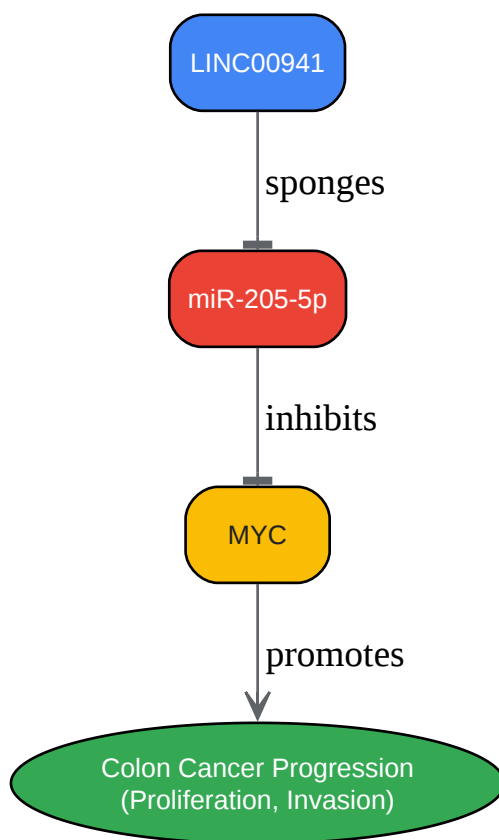 LINC00941
sponges
miR-205-5p
inhibits
MYC
promotes
Colon Cancer Progression
(Proliferation, Invasion)